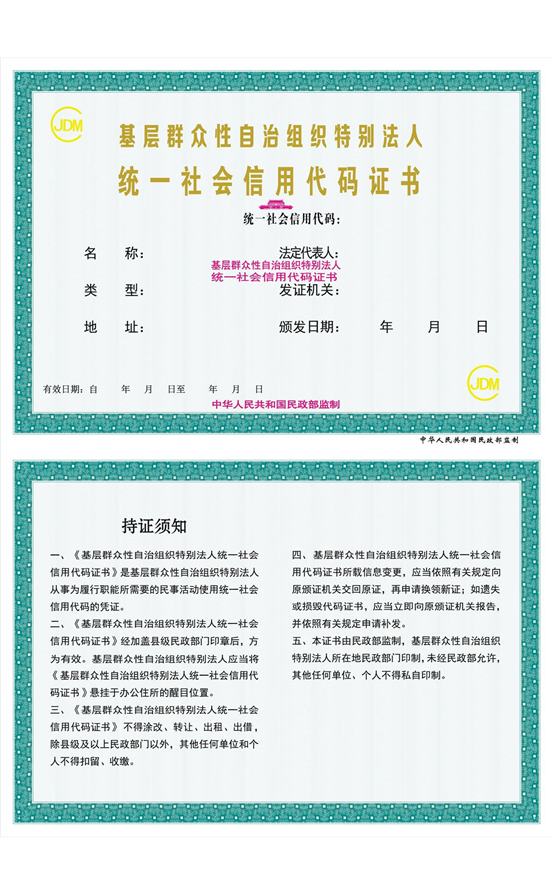 JDM
基层群众性自治组织特别法人
统一社会信用代码证书
统一社会信用代码：
名 称： 法定代表人：
基层群众性自治组织特别法人
统一社会信用代码证书
类 型： 发证机关：
地 址： 颁发日期： 年 月 日
JDM
有效日期：自 年 月 日至 年 月 日
中华人民共和国民政部监制
中华人民共和国民政部监制
持证须知
一、《基层群众性自治组织特别法人统一社会
信用代码证书》是基层群众性自治组织特别法人
从事为履行职能所需要的民事活动使用统一社会
信用代码的凭证。
二、《基层群众性自治组织特别法人统一社会
信用代码证书》经加盖县级民政部门印章后，方
为有效。基层群众性自治组织特别法人应当将
《基层群众性自治组织特别法人统一社会信用代
码证书》悬挂于办公住所的醒目位置。
三、《基层群众性自治组织特别法人统一社会
信用代码证书》不得涂改、转让、出租、出借，
除县级及以上民政部门以外，其他任何单位和个
人不得扣留、收缴。
四、基层群众性自治组织特别法人统一社会信
用代码证书所载信息变更，应当依照有关规定向
原颁证机关交回原证，再申请换领新证；如遗失
或损毁代码证书，应当立即向原颁证机关报告，
并依照有关规定申请补发。
五、本证书由民政部监制，基层群众性自治组织
特别法人所在地民政部门印制，未经民政部允许，
其他任何单位、个人不得私自印制。